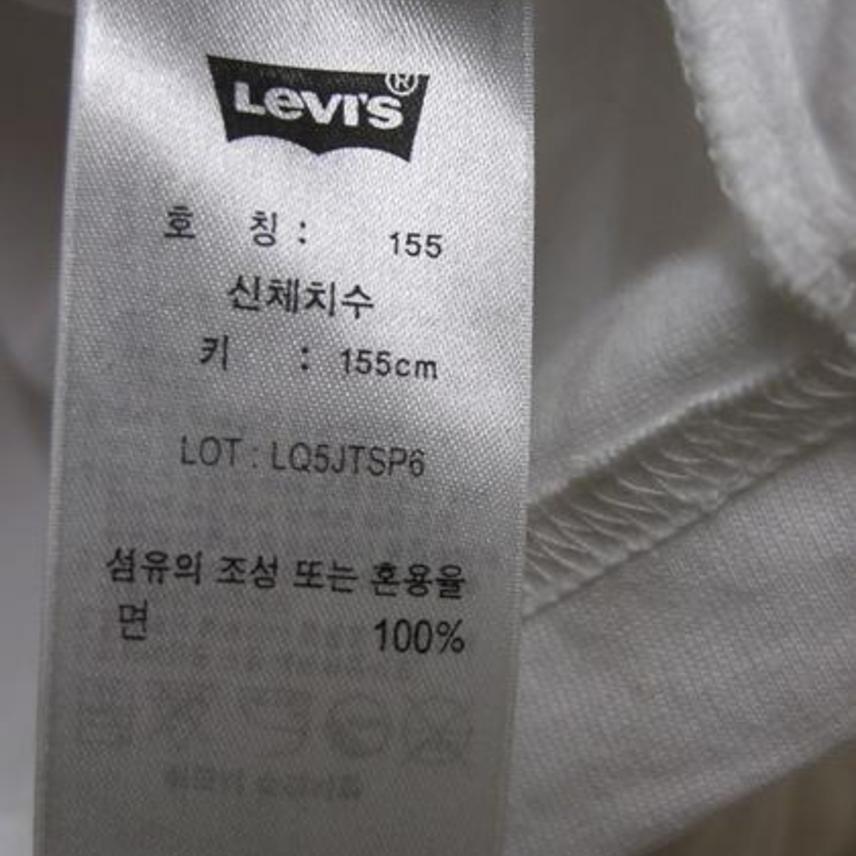 LEVI'S®
호 칭 : 155
신체치수
키 : 155cm
LOT : LQ5JTSP6
섬유의 조성 또는 혼용율
면 100%